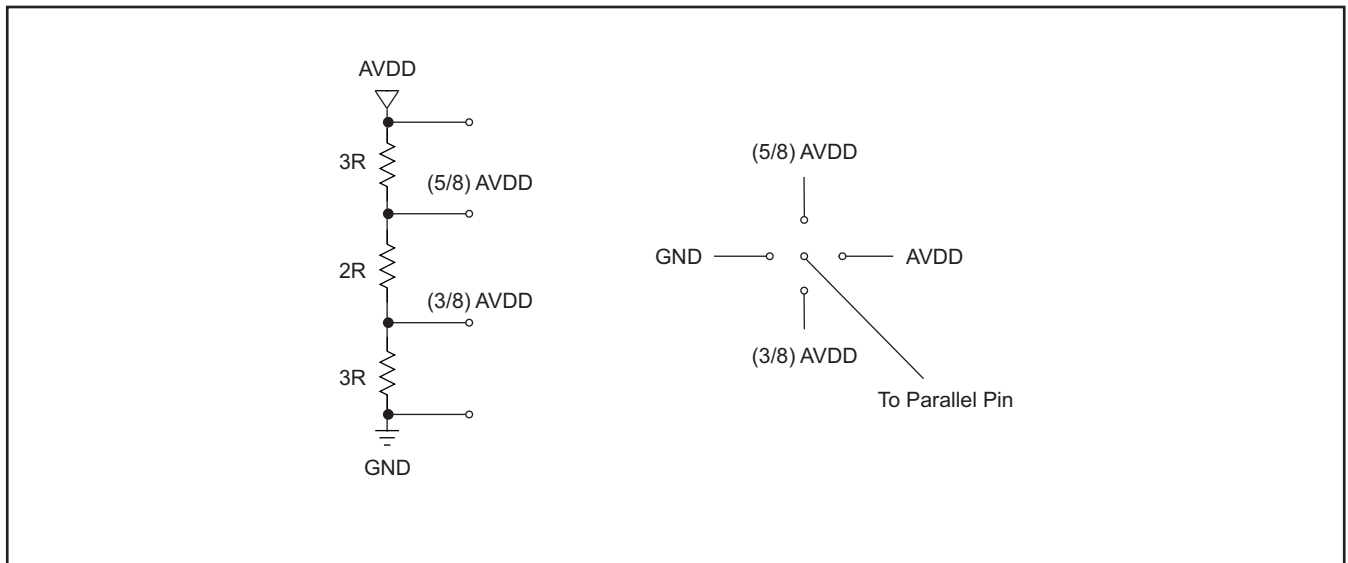 AVDD
3R
(5/8) AVDD
2R
(3/8) AVDD
3R
GND
(5/8) AVDD
GND
AVDD
(3/8) AVDD
To Parallel Pin